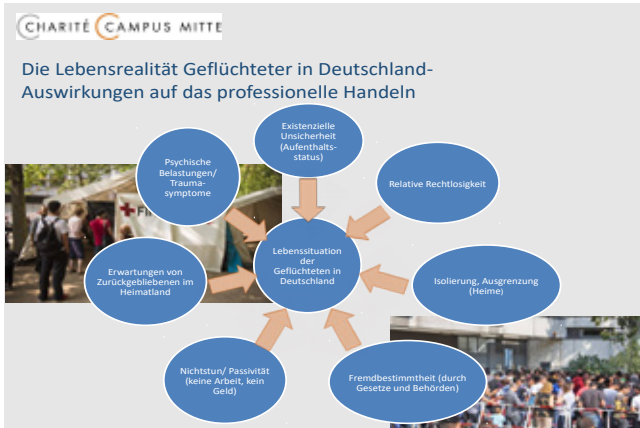 CHARITÉ CAMPUS MITTE
Die Lebensrealität Geflüchteter in Deutschland-
Auswirkungen auf das professionelle Handeln
Existenzielle
Unsicherheit
(Aufenthalts-
status)
Psychische
Belastungen/
Trauma-
symptome
Relative Rechtlosigkeit
Lebenssituation
der
Geflüchteten in
Deutschland
Erwartungen von
Zurückgebliebenen im
Heimatland
Isolierung, Ausgrenzung
(Heime)
Nichtstun/ Passivität
(keine Arbeit, kein
Geld)
Fremdbestimmtheit (durch
Gesetze und Behörden)